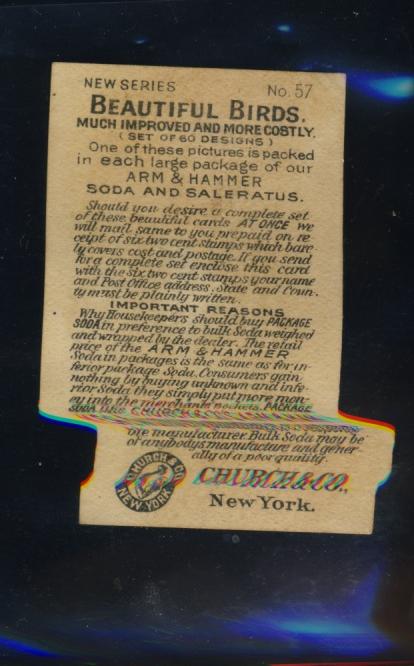 NEW SERIES No. 57
BEAUTIFUL BIRDS.
MUCH IMPROVED AND MORE COSTLY.
(SET OF 60 DESIGNS)
One of these pictures is packed
in each large package of our
ARM & HAMMER
SODA AND SALERATUS.
Should you desire a complete set
of these beautiful cards AT ONCE we
will mail same to you prepaid on re-
ceipt of six two cent stamps which bare-
ly covers cost and postage. If you send
for a complete set enclose this card
with the six two cent stamps your name
and Post Office address. State and Coun-
ty must be plainly written.
IMPORTANT REASONS
Why Housekeepers should buy PACKAGE
SODA in preference to bulk Soda weighed
and wrapped by the dealer. The retail
price of the ARM & HAMMER
Soda in packages is the same as for in-
ferior package Soda. Consumers gain
nothing by buying unknown and infe-
rior Soda, they simply put more mon-
ey into the merchants pockets. PACKAGE
SODA
manufacturer. Bulk Soda may be
of anybodys manufacture and gener
ally of a poor quality.
CHURCH & CO.
NEW YORK
CHURCH & CO.,
New York.